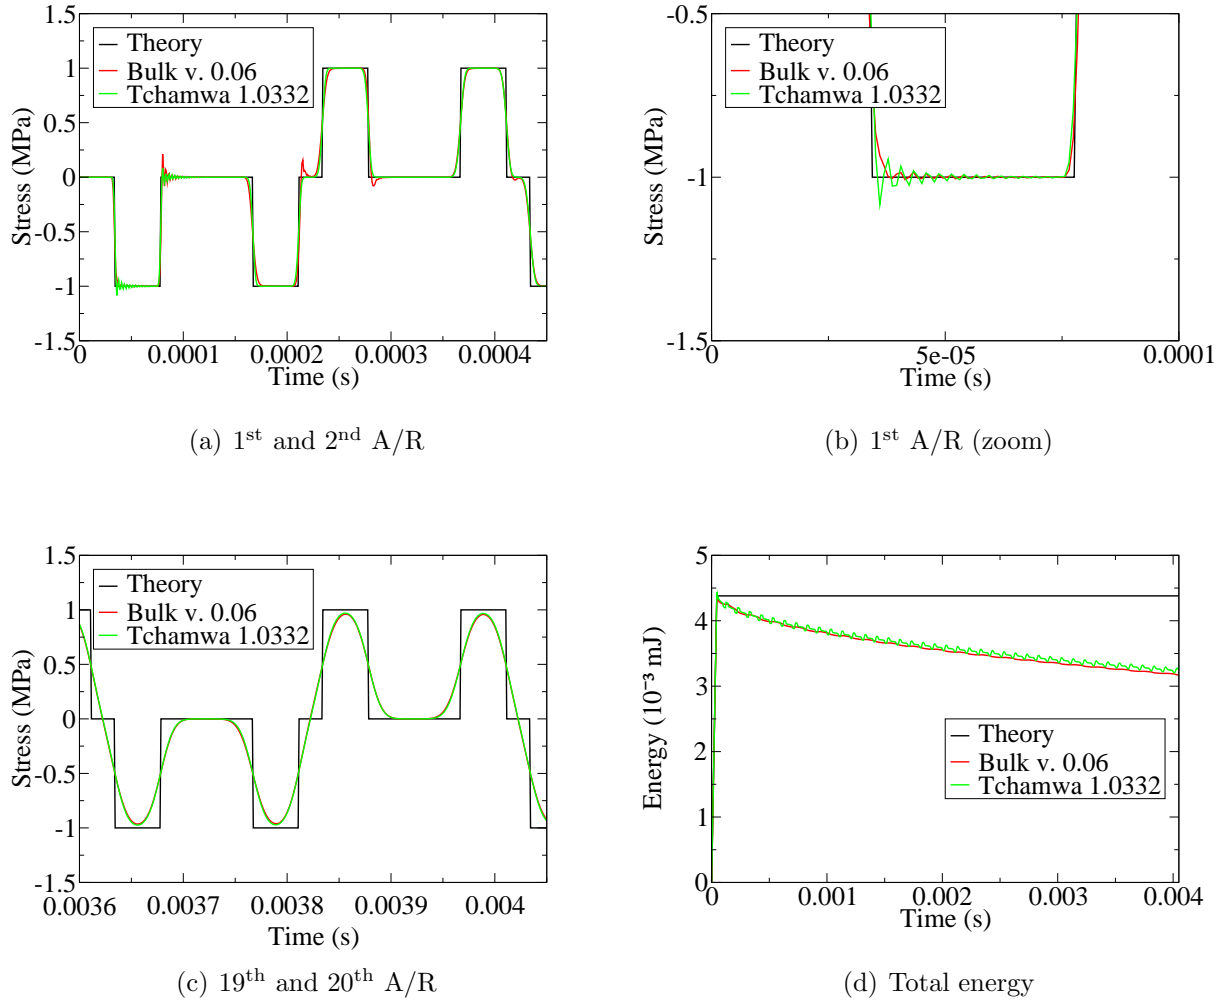 1.5
1
0.5
0
-0.5
-1
-1.5
Stress (MPa)
Theory
Bulk v. 0.06
Tchamwa 1.0332
0
0.0001
0.0002
0.0003
0.0004
Time (s)
(a) 1st and 2nd A/R
-0.5
-1
-1.5
Stress (MPa)
Theory
Bulk v. 0.06
Tchamwa 1.0332
0
5e-05
0.0001
Time (s)
(b) 1st A/R (zoom)
1.5
1
0.5
0
-0.5
-1
-1.5
Stress (MPa)
Theory
Bulk v. 0.06
Tchamwa 1.0332
0.0036
0.0037
0.0038
0.0039
0.004
Time (s)
(c) 19th and 20th A/R
5
4
3
2
1
0
Energy (10⁻³ mJ)
Theory
Bulk v. 0.06
Tchamwa 1.0332
0
0.001
0.002
0.003
0.004
Time (s)
(d) Total energy